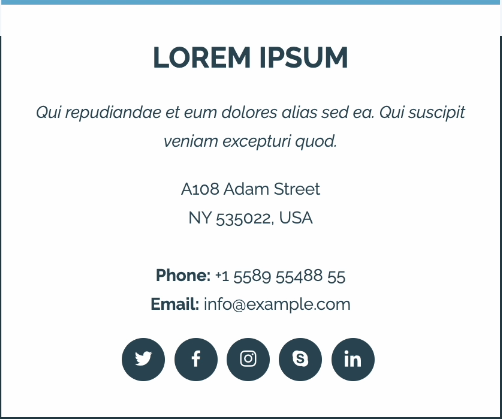 LOREM IPSUM
Qui repudiandae et eum dolores alias sed ea. Qui suscipit
veniam excepturi quod.
A108 Adam Street
NY 535022, USA
Phone: +1 5589 55488 55
Email: info@example.com